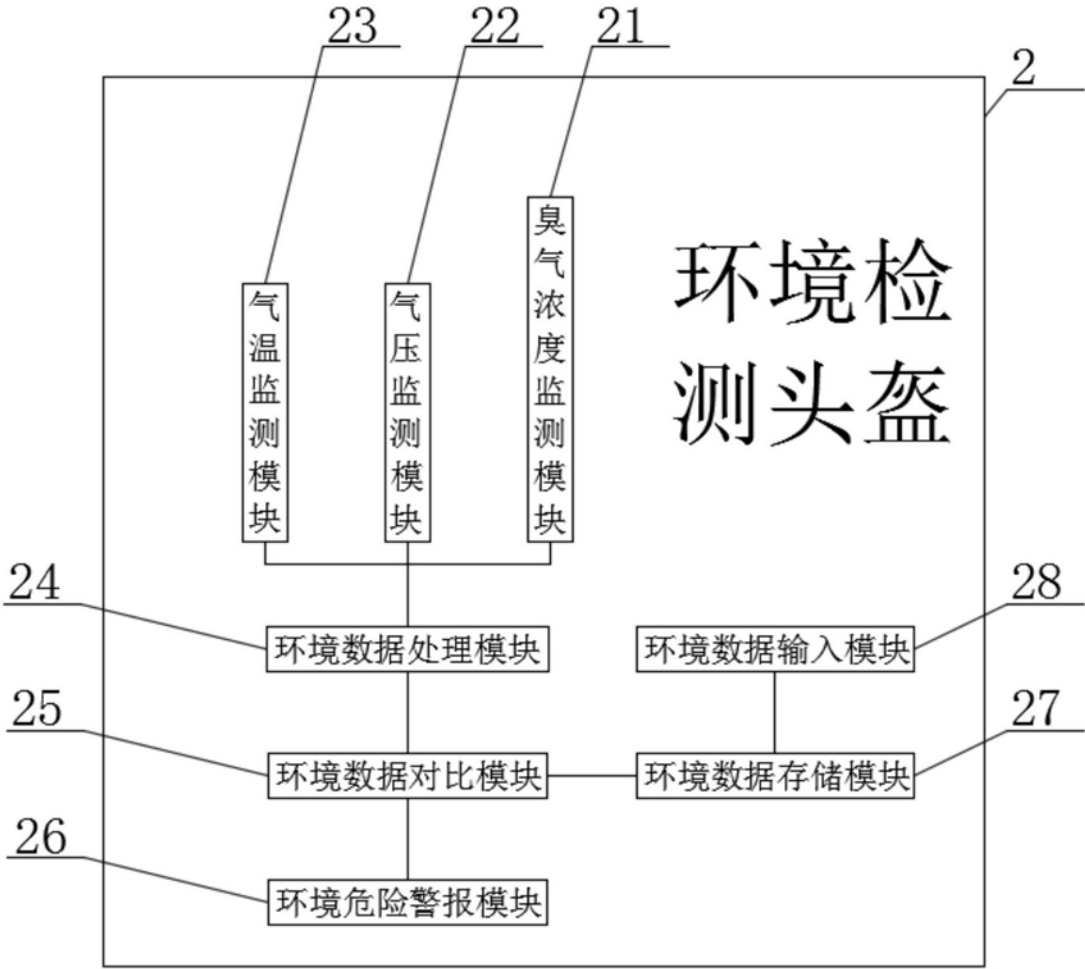 23
22
21
2
环境检
测头盔
气温监测模块
气压监测模块
臭气浓度监测模块
24
28
环境数据处理模块
环境数据输入模块
25
27
环境数据对比模块
环境数据存储模块
26
环境危险警报模块